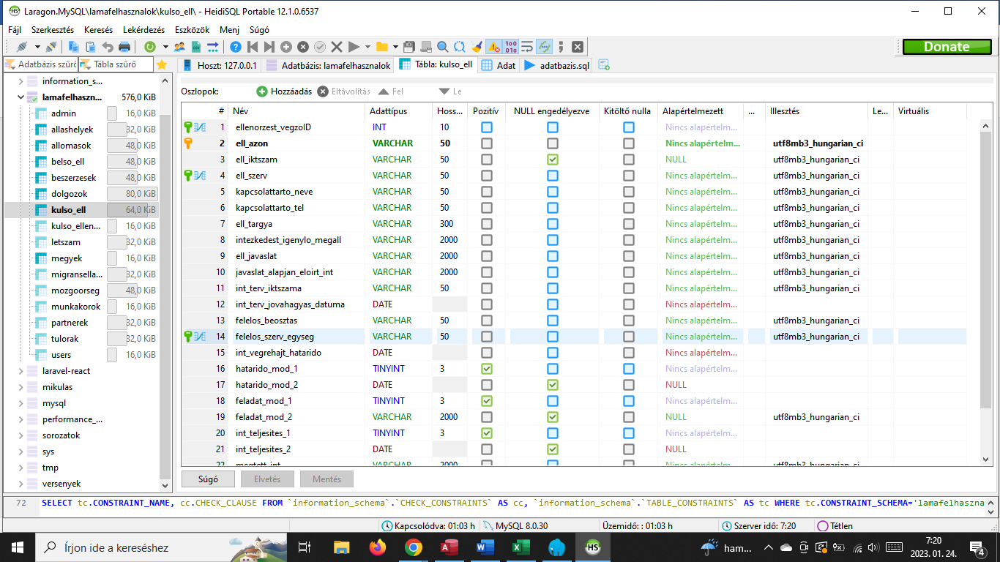 Laragon.MySQL\lamafelhasznalok\kulso_ell\ - HeidiSQL Portable 12.1.0.6537
Fájl Szerkesztés Keresés Lekérdezés Eszközök Menj Súgó
Donate
Adatbázis szűrő Tábla szűrő
Hoszt: 127.0.0.1 Adatbázis: lamafelhasznalok Tábla: kulso_ell Adat adatbazis.sql
information_s...
lamafelhaszn... 576,0 KiB
admin 16,0 KiB
allashelyek 32,0 KiB
allomasok 48,0 KiB
belso_ell 48,0 KiB
beszerzesek 48,0 KiB
dolgozok 80,0 KiB
kulso_ell 64,0 KiB
kulso_ellen... 16,0 KiB
letszam 32,0 KiB
megyek 16,0 KiB
migransella... 32,0 KiB
mozgoorseg 48,0 KiB
munkakorok 16,0 KiB
partnerek 32,0 KiB
tulorak 32,0 KiB
users 16,0 KiB
laravel-react
mikulas
mysql
performance_...
sorozatok
sys
tmp
versenyek
Oszlopok: Hozzáadás Eltávolítás Fel Le
# Név Adattípus Hoss... Pozitív NULL engedélyezve Kitöltő nulla Alapértelmezett ... Illesztés Le... Virtuális
1 ellenorzest_vegzoID INT 10 Nincs alapértelm...
2 ell_azon VARCHAR 50 Nincs alapértelm... utf8mb3_hungarian_ci
3 ell_iktszam VARCHAR 50 NULL utf8mb3_hungarian_ci
4 ell_szerv VARCHAR 50 Nincs alapértelm... utf8mb3_hungarian_ci
5 kapcsolattarto_neve VARCHAR 50 Nincs alapértelm... utf8mb3_hungarian_ci
6 kapcsolattarto_tel VARCHAR 50 Nincs alapértelm... utf8mb3_hungarian_ci
7 ell_targya VARCHAR 300 Nincs alapértelm... utf8mb3_hungarian_ci
8 intezkedest_igenylo_megall VARCHAR 2000 Nincs alapértelm... utf8mb3_hungarian_ci
9 ell_javaslat VARCHAR 2000 Nincs alapértelm... utf8mb3_hungarian_ci
10 javaslat_alapjan_eloirt_int VARCHAR 2000 Nincs alapértelm... utf8mb3_hungarian_ci
11 int_terv_iktszama VARCHAR 50 Nincs alapértelm... utf8mb3_hungarian_ci
12 int_terv_jovahagyas_datuma DATE Nincs alapértelm...
13 felelos_beosztas VARCHAR 50 Nincs alapértelm... utf8mb3_hungarian_ci
14 felelos_szerv_egyseg VARCHAR 50 Nincs alapértelm... utf8mb3_hungarian_ci
15 int_vegrehajt_hatarido DATE Nincs alapértelm...
16 hatarido_mod_1 TINYINT 3 Nincs alapértelm...
17 hatarido_mod_2 DATE NULL
18 feladat_mod_1 TINYINT 3 Nincs alapértelm...
19 feladat_mod_2 VARCHAR 2000 NULL utf8mb3_hungarian_ci
20 int_teljesites_1 TINYINT 3 Nincs alapértelm...
21 int_teljesites_2 DATE NULL
22 megtett_int VARCHAR 2000 Nincs alapértelm... utf8mb3_hungarian_ci
Súgó Elvetés Mentés
72 SELECT tc.CONSTRAINT_NAME, cc.CHECK_CLAUSE FROM `information_schema`.`CHECK_CONSTRAINTS` AS cc, `information_schema`.`TABLE_CONSTRAINTS` AS tc WHERE tc.CONSTRAINT_SCHEMA='lamafelhaszna
Kapcsolódva: 01:03 h MySQL 8.0.30 Üzemidő: : 01:03 h Szerver idő: 7:20 Tétlen
Írjon ide a kereséshez
ham...
7:20
2023. 01. 24.
4